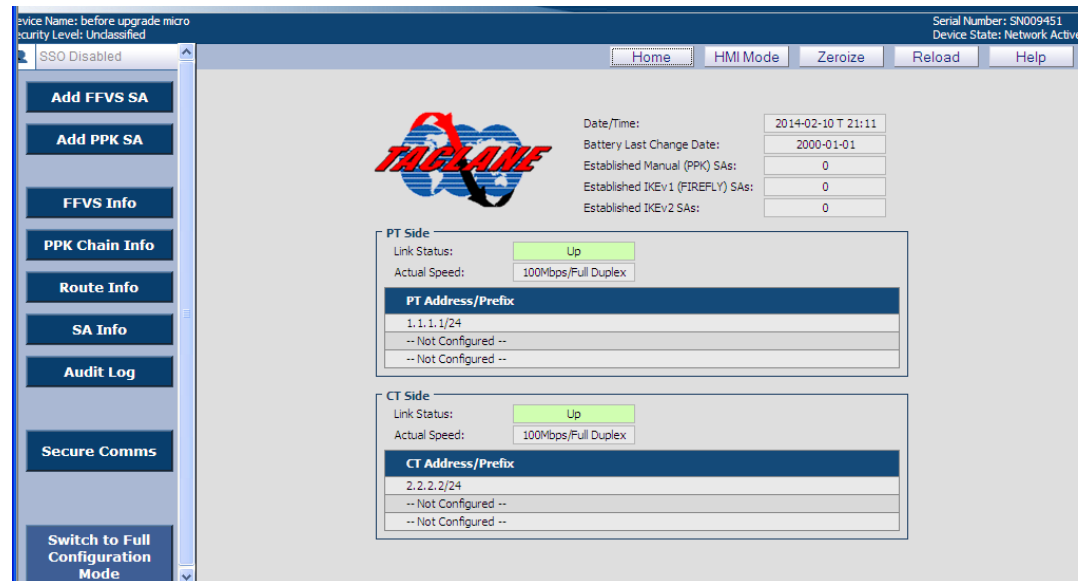 evice Name: before upgrade micro
ecurity Level: Unclassified
Serial Number: SN009451
Device State: Network Active
SSO Disabled
Home HMI Mode Zeroize Reload Help
Add FFVS SA
Add PPK SA
FFVS Info
PPK Chain Info
Route Info
SA Info
Audit Log
Secure Comms
Switch to Full
Configuration
Mode
TACLANE
Date/Time: 2014-02-10 T 21:11
Battery Last Change Date: 2000-01-01
Established Manual (PPK) SAs: 0
Established IKEv1 (FIREFLY) SAs: 0
Established IKEv2 SAs: 0
PT Side
Link Status: Up
Actual Speed: 100Mbps/Full Duplex
PT Address/Prefix
1.1.1.1/24
-- Not Configured --
-- Not Configured --
CT Side
Link Status: Up
Actual Speed: 100Mbps/Full Duplex
CT Address/Prefix
2.2.2.2/24
-- Not Configured --
-- Not Configured --